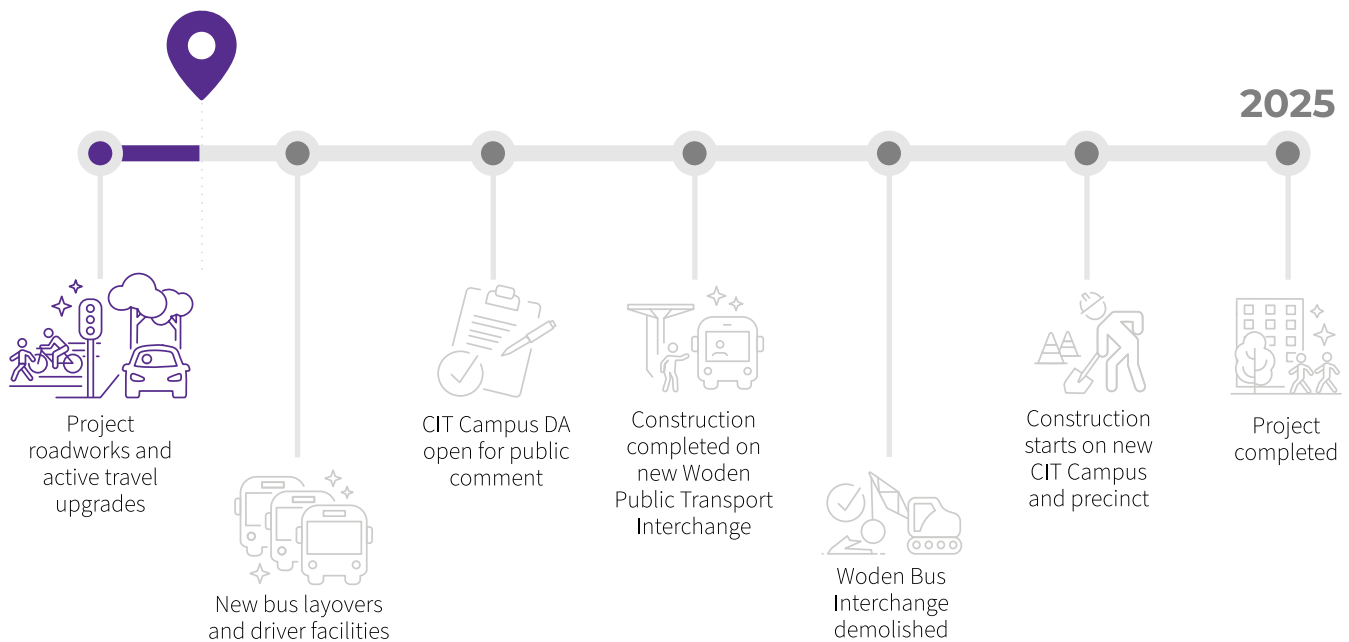 2025
Project
roadworks and
active travel
upgrades
New bus layovers
and driver facilities
CIT Campus DA
open for public
comment
Construction
completed on
new Woden
Public Transport
Interchange
Woden Bus
Interchange
demolished
Construction
starts on new
CIT Campus
and precinct
Project
completed